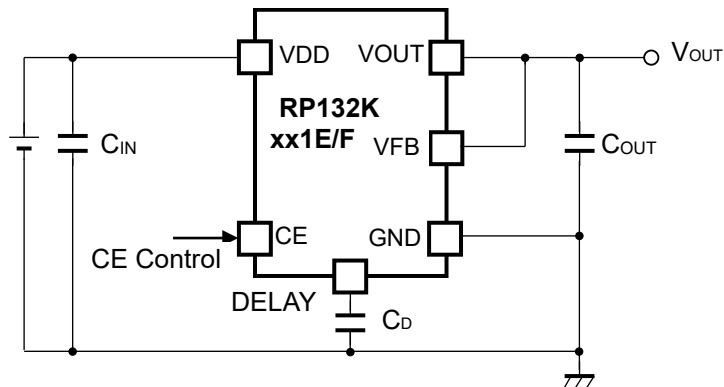 VDD
VOUT
VOUT
RP132K
xx1E/F
CIN
VFB
COUT
CE
GND
CE Control
DELAY
CD